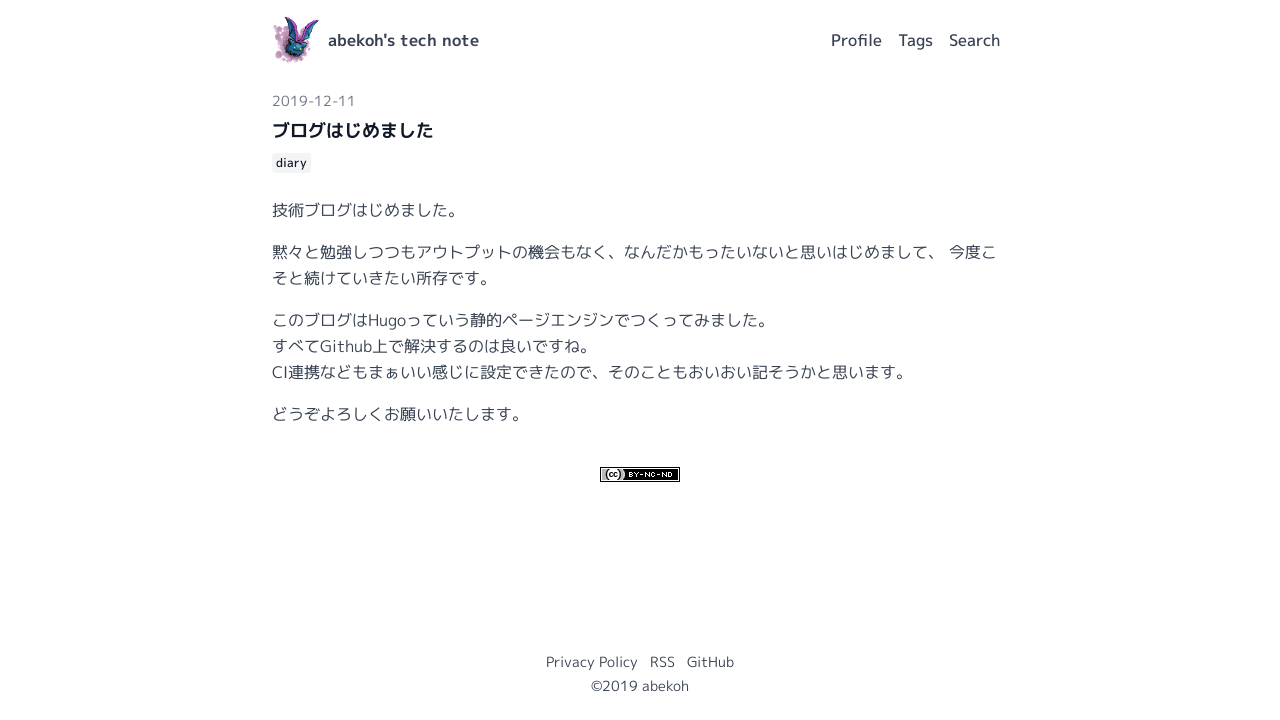 abekoh's tech note
Profile Tags Search
2019-12-11
ブログはじめました
diary
技術ブログはじめました。
黙々と勉強しつつもアウトプットの機会もなく、なんだかもったいないと思いはじめまして、 今度こ
そと続けていきたい所存です。
このブログはHugoっていう静的ページエンジンでつくってみました。
すべてGithub上で解決するのは良いですね。
CI連携などもまぁいい感じに設定できたので、そのこともおいおい記そうかと思います。
どうぞよろしくお願いいたします。
cc BY-NC-ND
Privacy Policy RSS GitHub
©2019 abekoh